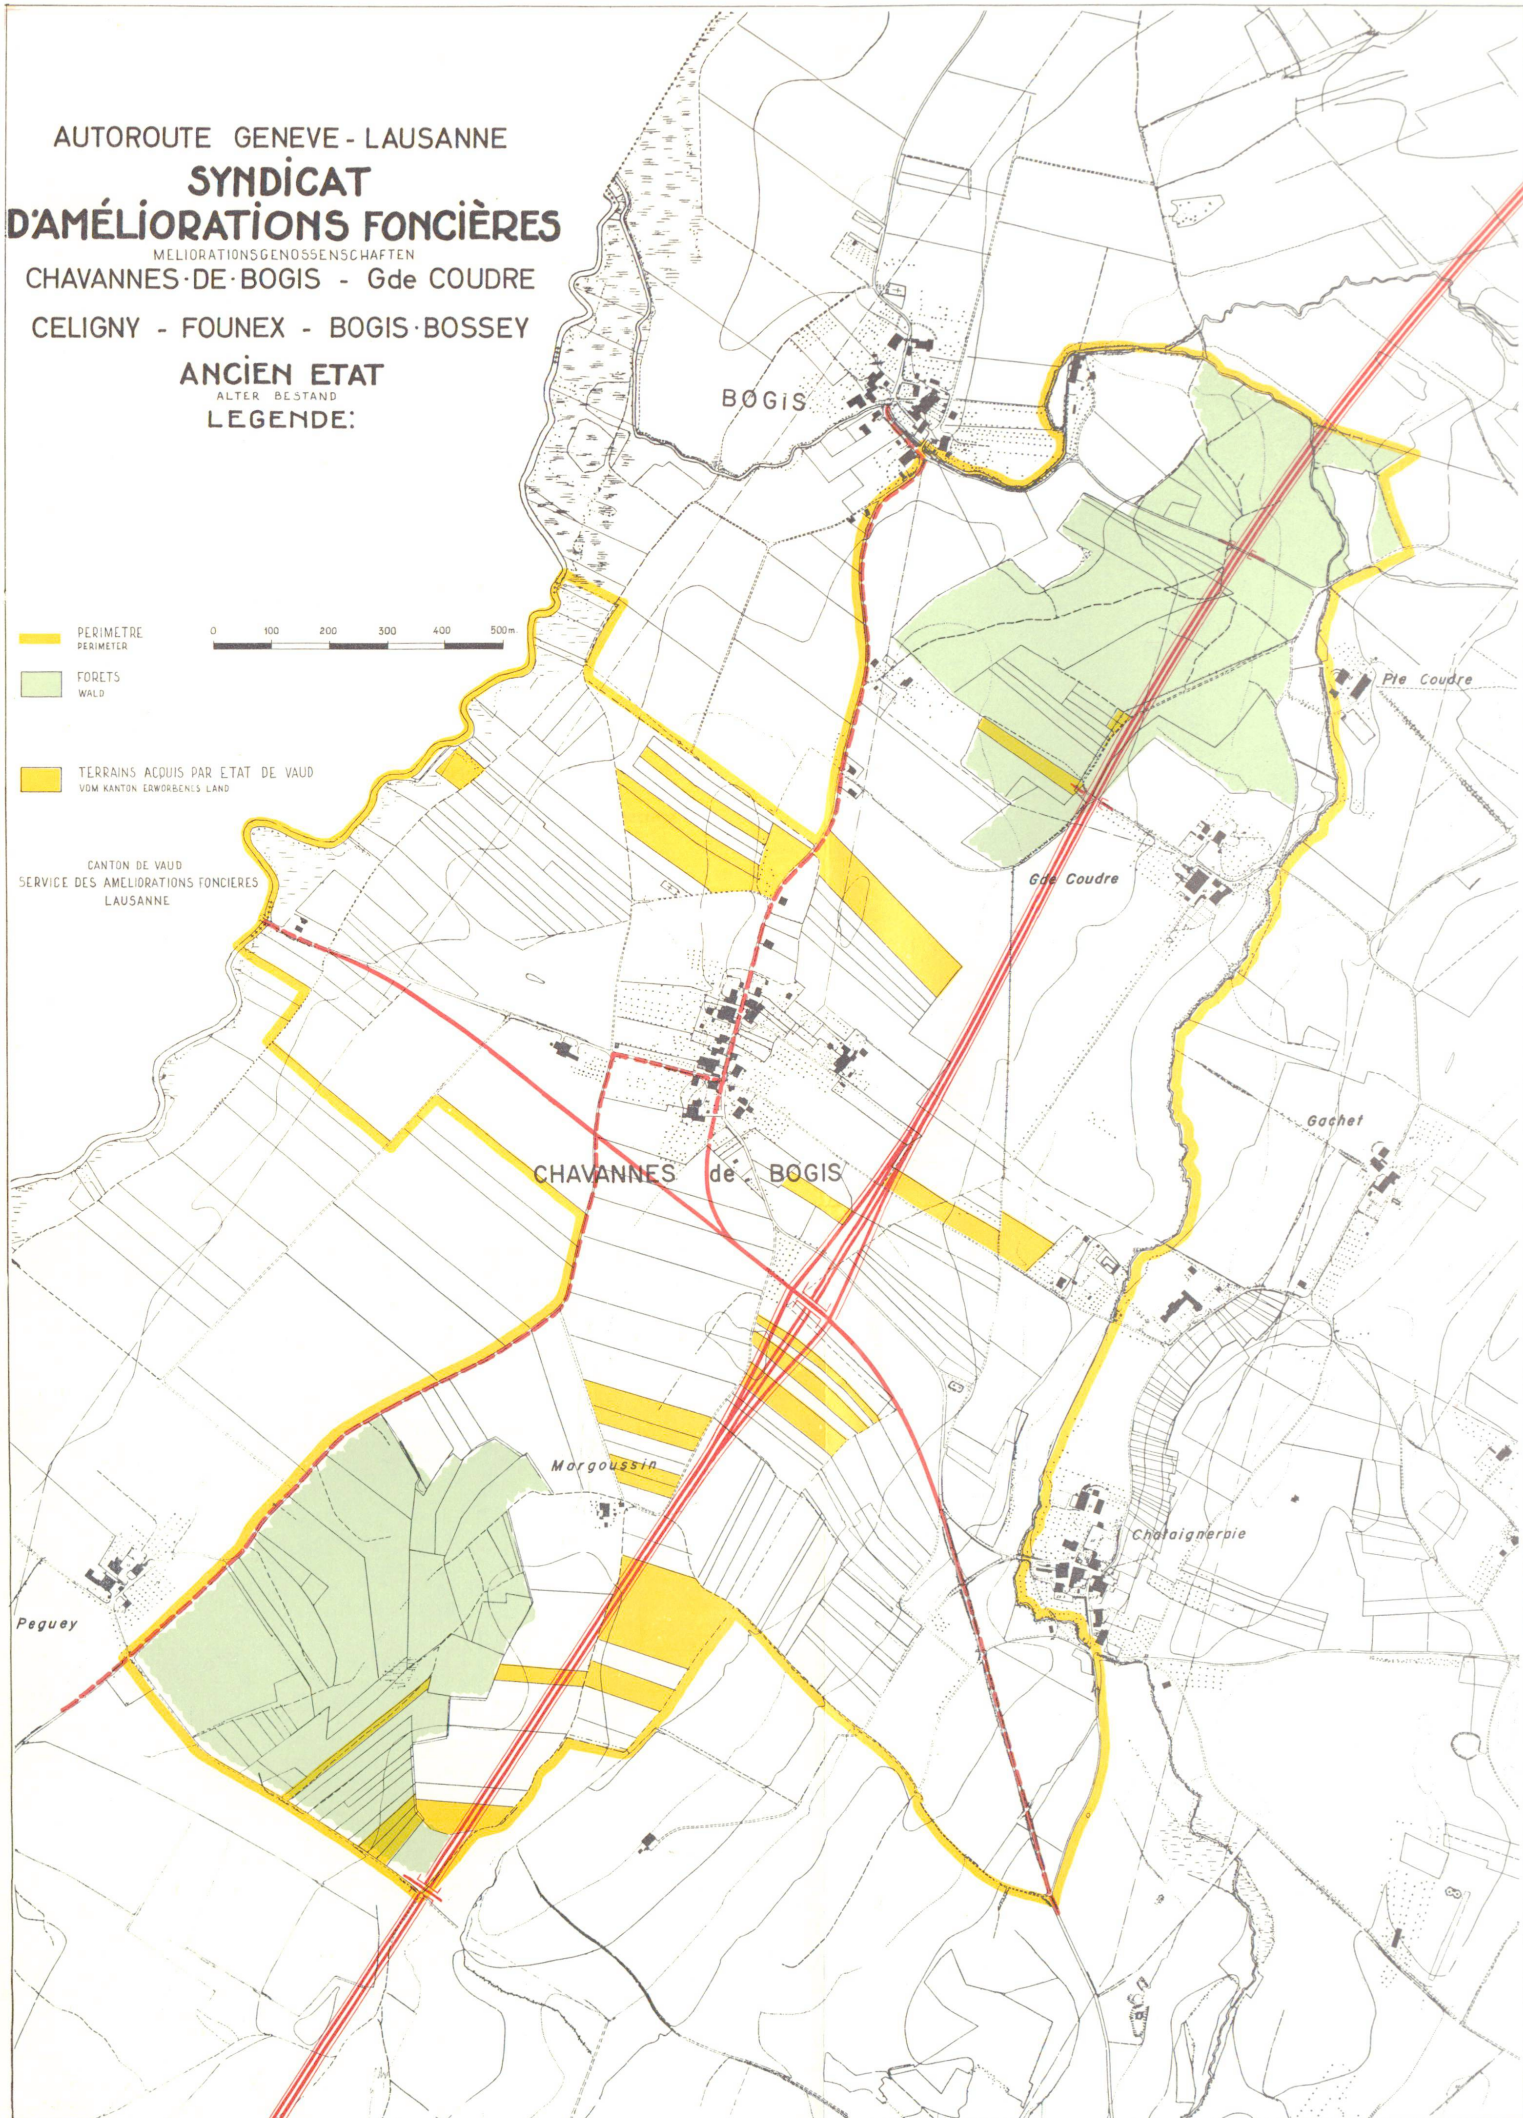 AUTOROUTE GENEVE - LAUSANNE
SYNDICAT
D'AMÉLIORATIONS FONCIÈRES
MELIORATIONSGENOSSENSCHAFTEN
CHAVANNES·DE·BOGIS - Gde COUDRE
CELIGNY - FOUNEX - BOGIS·BOSSEY
ANCIEN ETAT
ALTER BESTAND
LEGENDE:
PERIMETRE
PERIMETER
0 100 200 300 400 500m.
FORETS
WALD
TERRAINS ACQUIS PAR ETAT DE VAUD
VOM KANTON ERWORBENES LAND
CANTON DE VAUD
SERVICE DES AMELIORATIONS FONCIERES
LAUSANNE
BOGIS
Pte Coudre
Gde Coudre
Gachet
CHAVANNES de BOGIS
Margoussin
Chataigneraie
Peguey